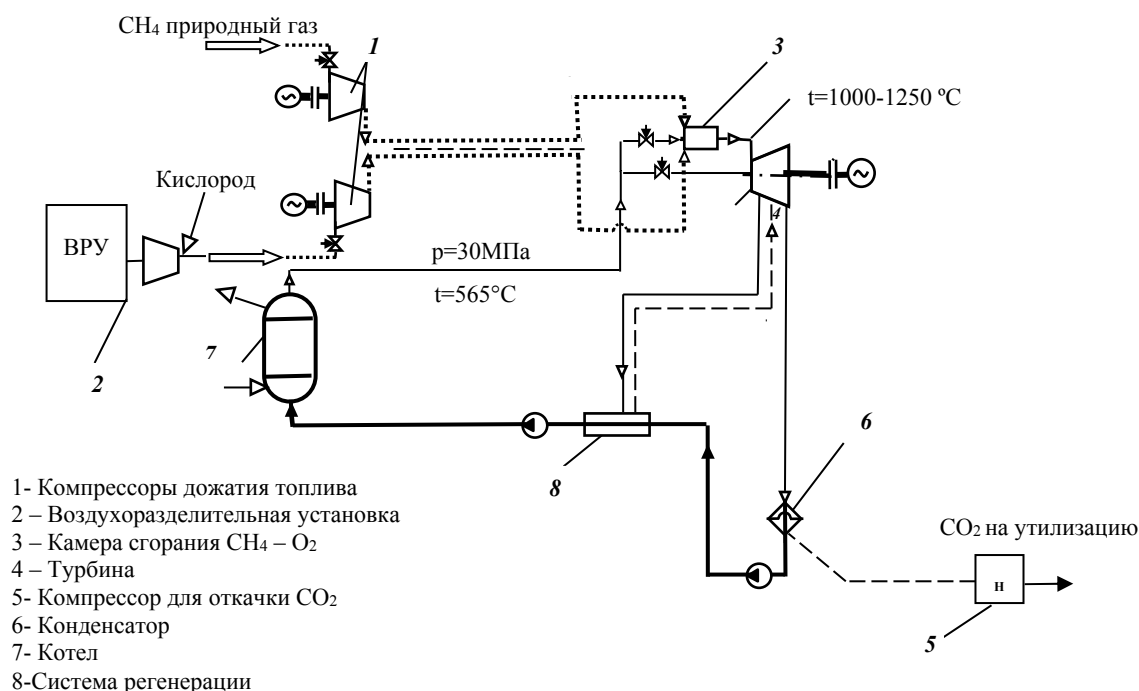 CH₄ природный газ
1
3
t=1000-1250 ºC
Кислород
ВРУ
4
p=30МПа
t=565°C
7
2
8
6
CO₂ на утилизацию
н
5
1- Компрессоры дожатия топлива
2 – Воздухоразделительная установка
3 – Камера сгорания CH₄ – O₂
4 – Турбина
5- Компрессор для откачки CO₂
6- Конденсатор
7- Котел
8-Система регенерации